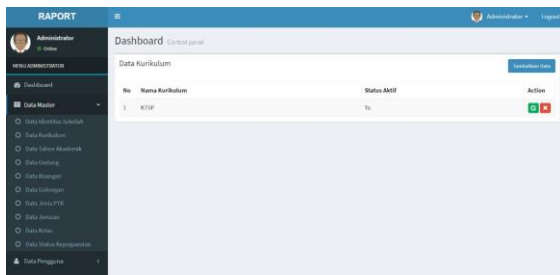 RAPORT
Administrator
Logout
Administrator
Online
MENU ADMINISTRATOR
Dashboard
Data Master
Data Identitas Sekolah
Data Kurikulum
Data Tahun Akademik
Data Gedung
Data Ruangan
Data Golongan
Data Jenis PTK
Data Jurusan
Data Kelas
Data Status Kepegawaian
Data Pengguna
Dashboard Control panel
Data Kurikulum
Tambahkan Data
No Nama Kurikulum Status Aktif Action
1 KTSP Ya